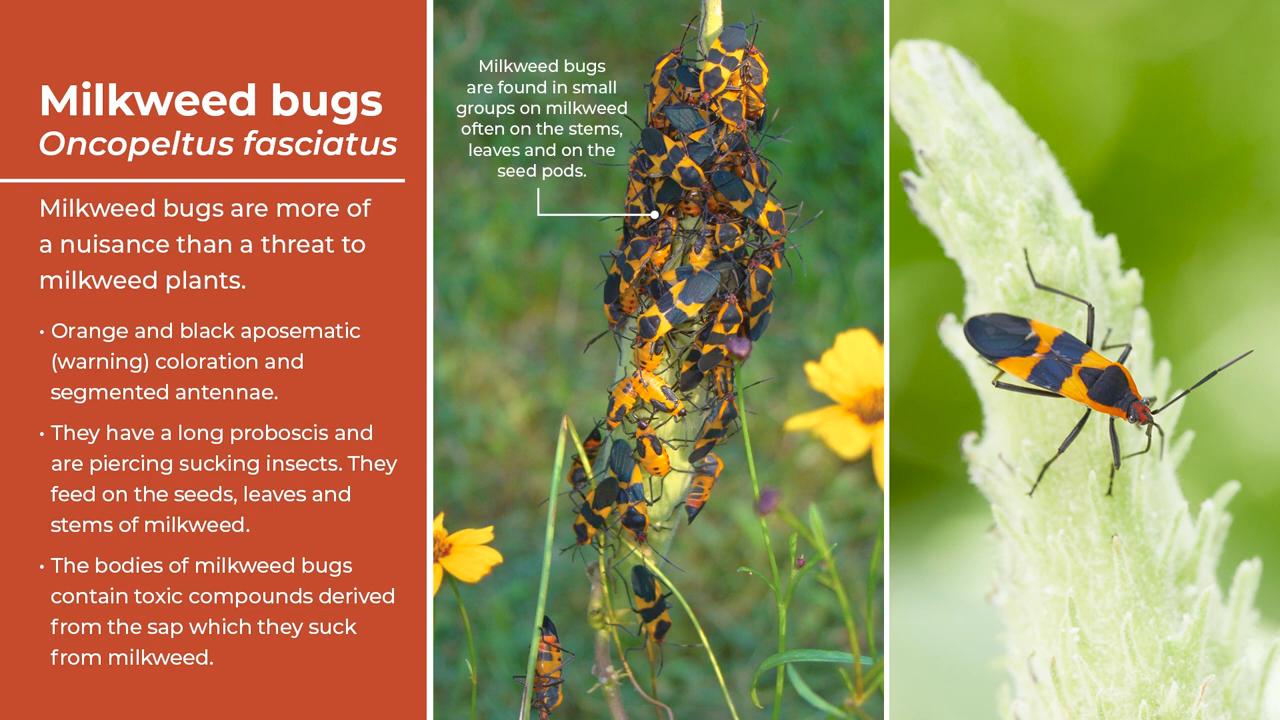 Milkweed bugs
Oncopeltus fasciatus
Milkweed bugs are more of
a nuisance than a threat to
milkweed plants.
• Orange and black aposematic
(warning) coloration and
segmented antennae.
• They have a long proboscis and
are piercing sucking insects. They
feed on the seeds, leaves and
stems of milkweed.
• The bodies of milkweed bugs
contain toxic compounds derived
from the sap which they suck
from milkweed.
Milkweed bugs
are found in small
groups on milkweed
often on the stems,
leaves and on the
seed pods.